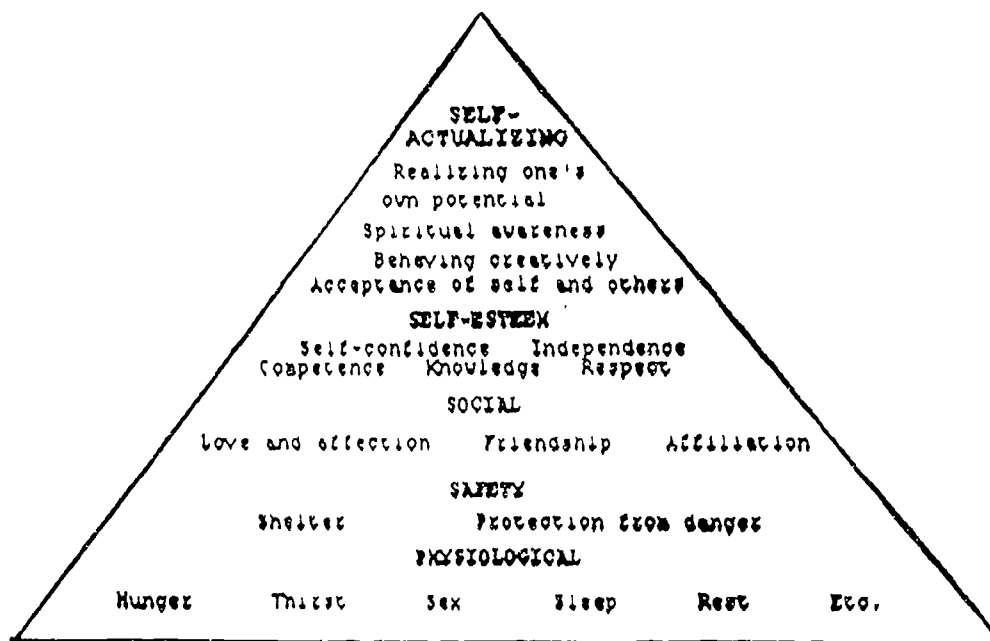 SELF-
ACTUALIZING
Realizing one's
own potential
Spiritual awareness
Behaving creatively
Acceptance of self and others
SELF-ESTEEM
Self-confidence Independence
Competence Knowledge Respect
SOCIAL
Love and affection Friendship Affiliation
SAFETY
Shelter Protection from danger
PHYSIOLOGICAL
Hunger Thirst Sex Sleep Rest Etc.